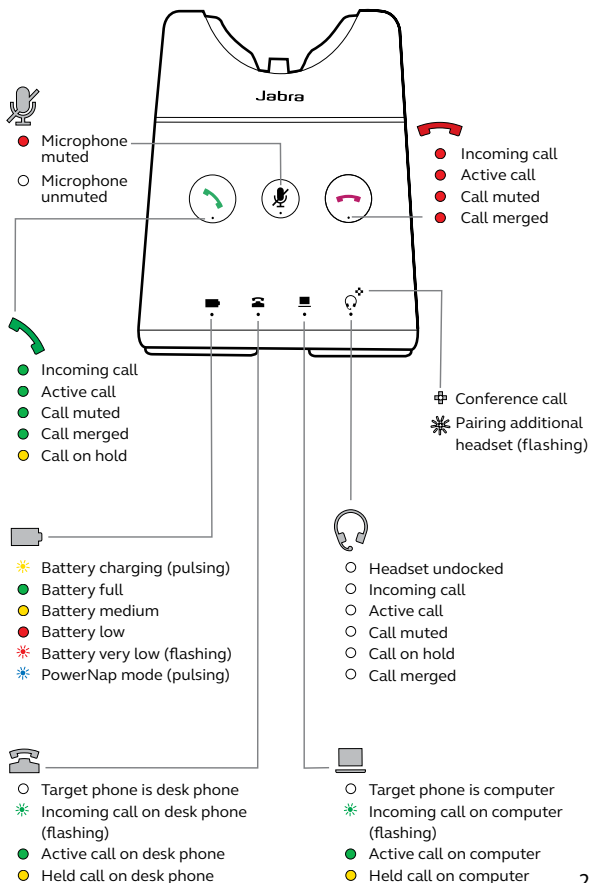 Jabra
Microphone
muted
Microphone
unmuted
Incoming call
Active call
Call muted
Call merged
Incoming call
Active call
Call muted
Call merged
Call on hold
Conference call
Pairing additional
headset (flashing)
Battery charging (pulsing)
Battery full
Battery medium
Battery low
Battery very low (flashing)
PowerNap mode (pulsing)
Headset undocked
Incoming call
Active call
Call muted
Call on hold
Call merged
Target phone is desk phone
Incoming call on desk phone
(flashing)
Active call on desk phone
Held call on desk phone
Target phone is computer
Incoming call on computer
(flashing)
Active call on computer
Held call on computer